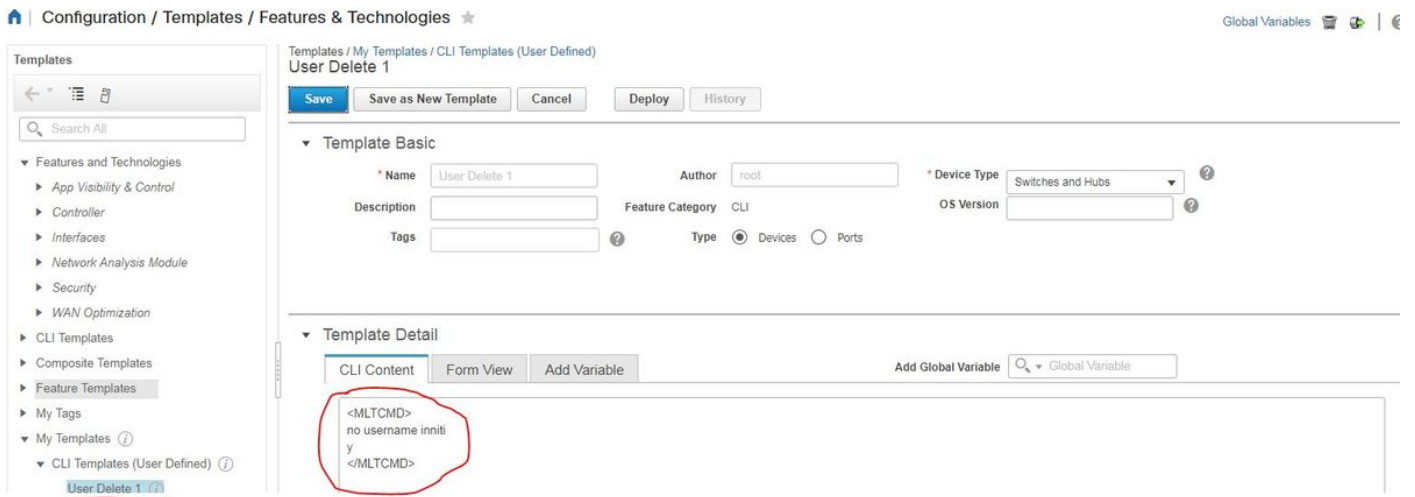 Configuration / Templates / Features & Technologies
Global Variables
Templates
Search All
Features and Technologies
App Visibility & Control
Controller
Interfaces
Network Analysis Module
Security
WAN Optimization
CLI Templates
Composite Templates
Feature Templates
My Tags
My Templates
CLI Templates (User Defined)
User Delete 1
Templates / My Templates / CLI Templates (User Defined)
User Delete 1
Save Save as New Template Cancel Deploy History
Template Basic
* Name User Delete 1 Author root * Device Type Switches and Hubs ?
Description Feature Category CLI OS Version ?
Tags ? Type Devices Ports
Template Detail
CLI Content Form View Add Variable Add Global Variable Global Variable
<MLTCMD>
no username inniti
y
</MLTCMD>